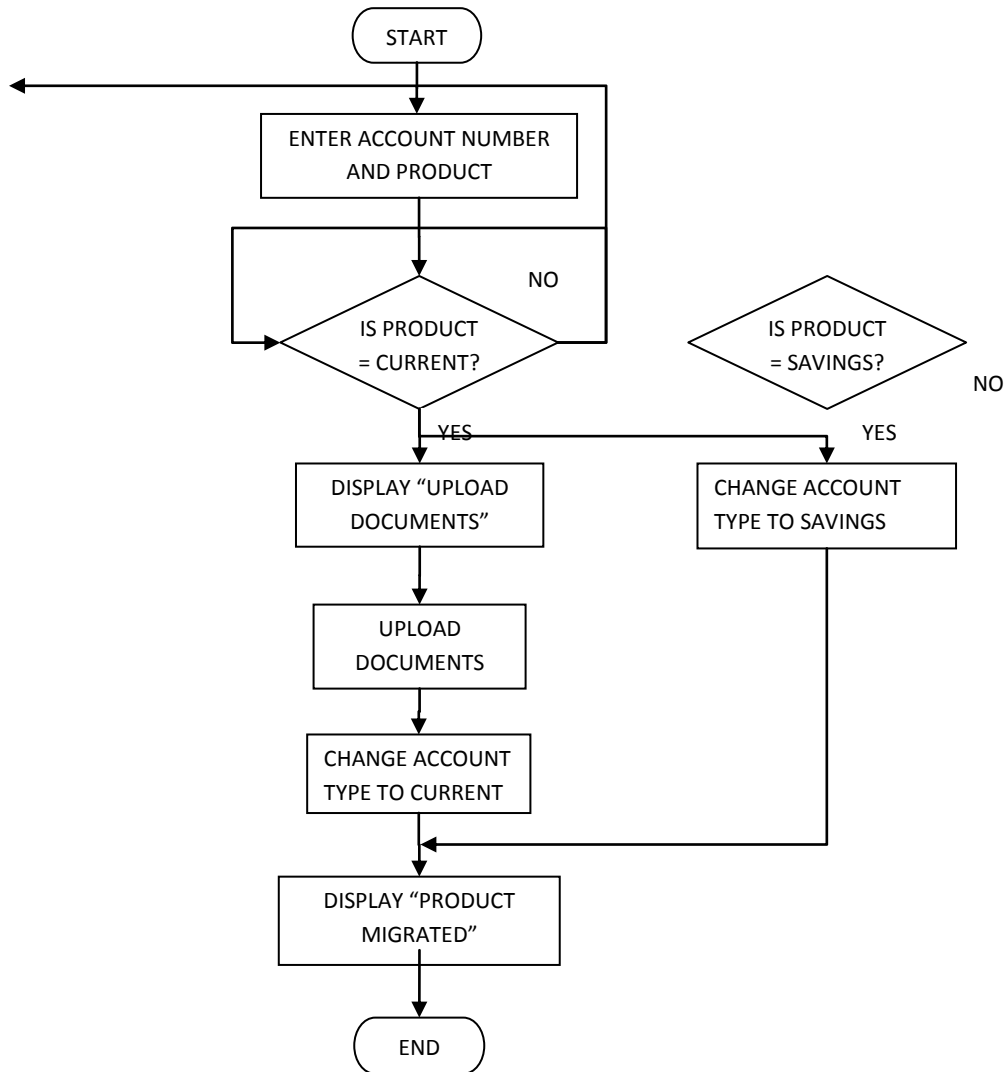 START
ENTER ACCOUNT NUMBER
AND PRODUCT
NO
IS PRODUCT
= CURRENT?
IS PRODUCT
= SAVINGS?
NO
YES
YES
DISPLAY “UPLOAD
DOCUMENTS”
CHANGE ACCOUNT
TYPE TO SAVINGS
UPLOAD
DOCUMENTS
CHANGE ACCOUNT
TYPE TO CURRENT
DISPLAY “PRODUCT
MIGRATED”
END